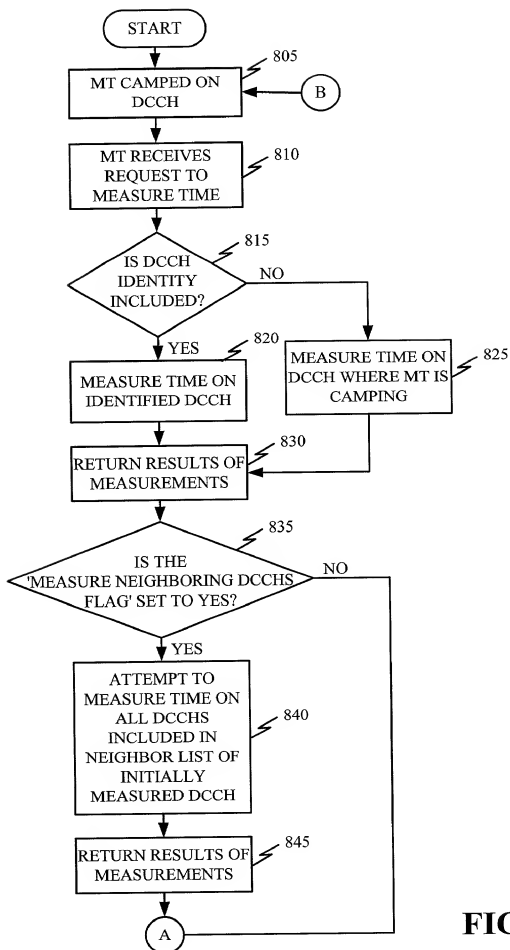 START
805
MT CAMPED ON
DCCH
B
810
MT RECEIVES
REQUEST TO
MEASURE TIME
815
IS DCCH
IDENTITY
INCLUDED?
NO
YES
820
MEASURE TIME ON
IDENTIFIED DCCH
MEASURE TIME ON
DCCH WHERE MT IS
CAMPING
825
830
RETURN RESULTS OF
MEASUREMENTS
835
IS THE
'MEASURE NEIGHBORING DCCHS
FLAG' SET TO YES?
NO
YES
ATTEMPT TO
MEASURE TIME ON
ALL DCCHS
INCLUDED IN
NEIGHBOR LIST OF
INITIALLY
MEASURED DCCH
840
845
RETURN RESULTS OF
MEASUREMENTS
A
FIG